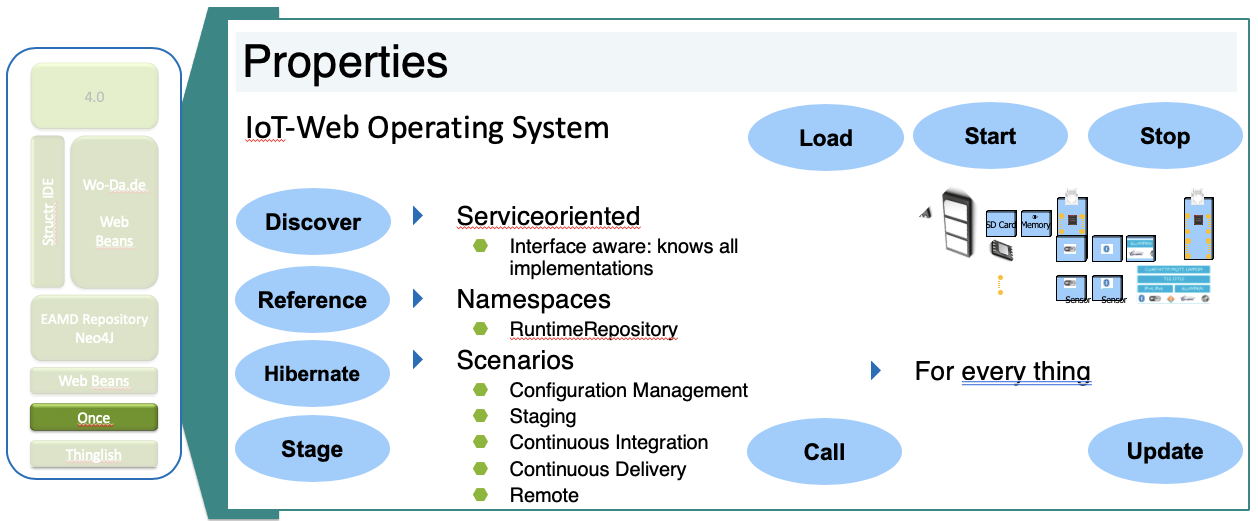 4.0
Structr IDE
Wo-Da.de
Web
Beans
EAMD Repository
Neo4J
Web Beans
Once
Thinglish
Properties
IoT-Web Operating System
Load
Start
Stop
Discover
Serviceoriented
Interface aware: knows all
implementations
Reference
Namespaces
RuntimeRepository
Hibernate
Scenarios
Configuration Management
Staging
Continuous Integration
Continuous Delivery
Remote
Stage
SD Card
Memory
Sensor
Sensor
For every thing
Call
Update